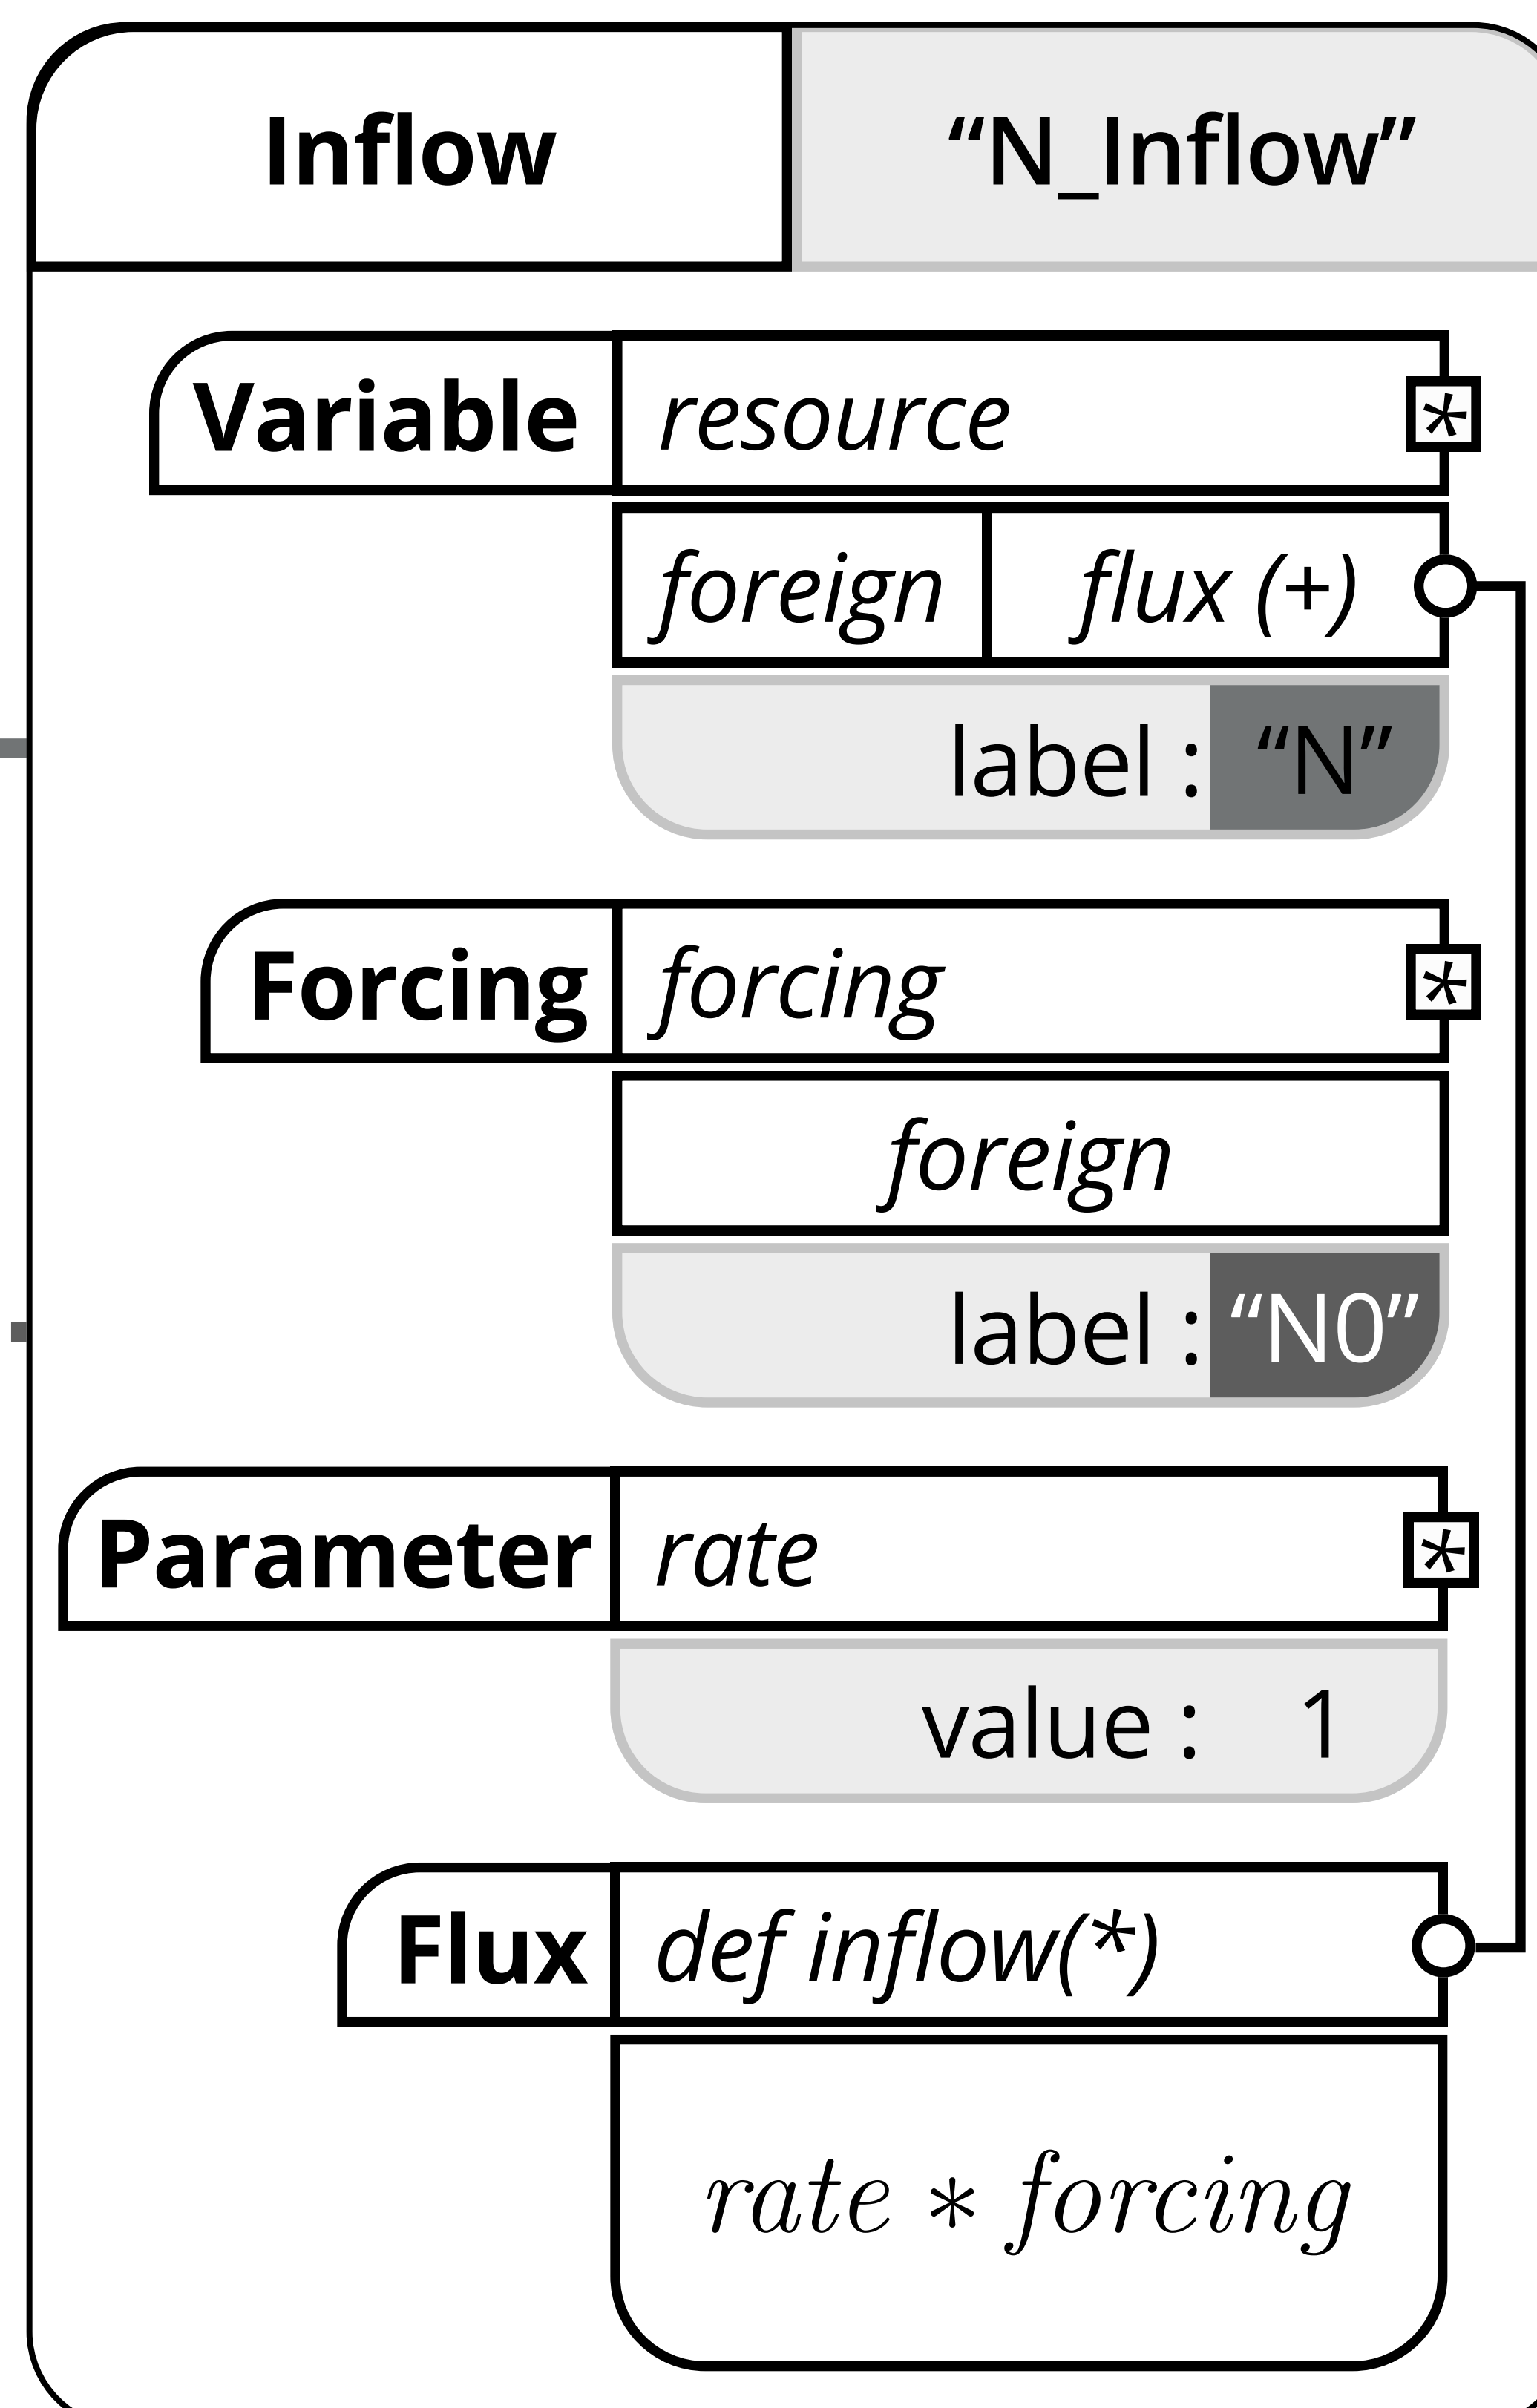 Inflow “N_Inflow”
Variable resource *
foreign flux (+)
label : “N”
Forcing forcing *
foreign
label : “N0”
Parameter rate *
value : 1
Flux def inflow(*)
rate * forcing